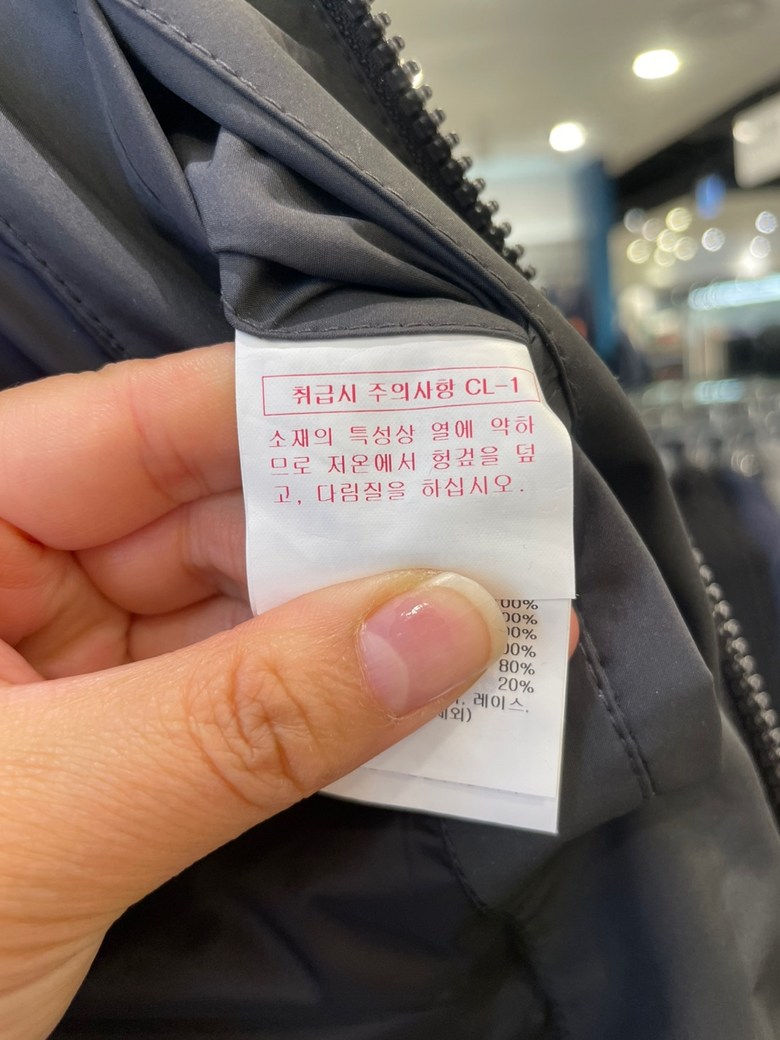 취급시 주의사항 CL-1
소재의 특성상 열에 약하
므로 저온에서 헝겊을 덮
고, 다림질을 하십시오.
00%
00%
00%
00%
80%
20%
레이스.
제외)